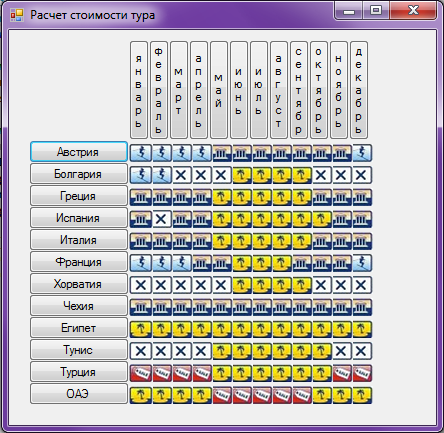 Расчет стоимости тура
январь
февраль
март
апрель
май
июнь
июль
август
сентябрь
октябрь
ноябрь
декабрь
Австрия
Болгария
Греция
Испания
Италия
Франция
Хорватия
Чехия
Египет
Тунис
Турция
ОАЭ